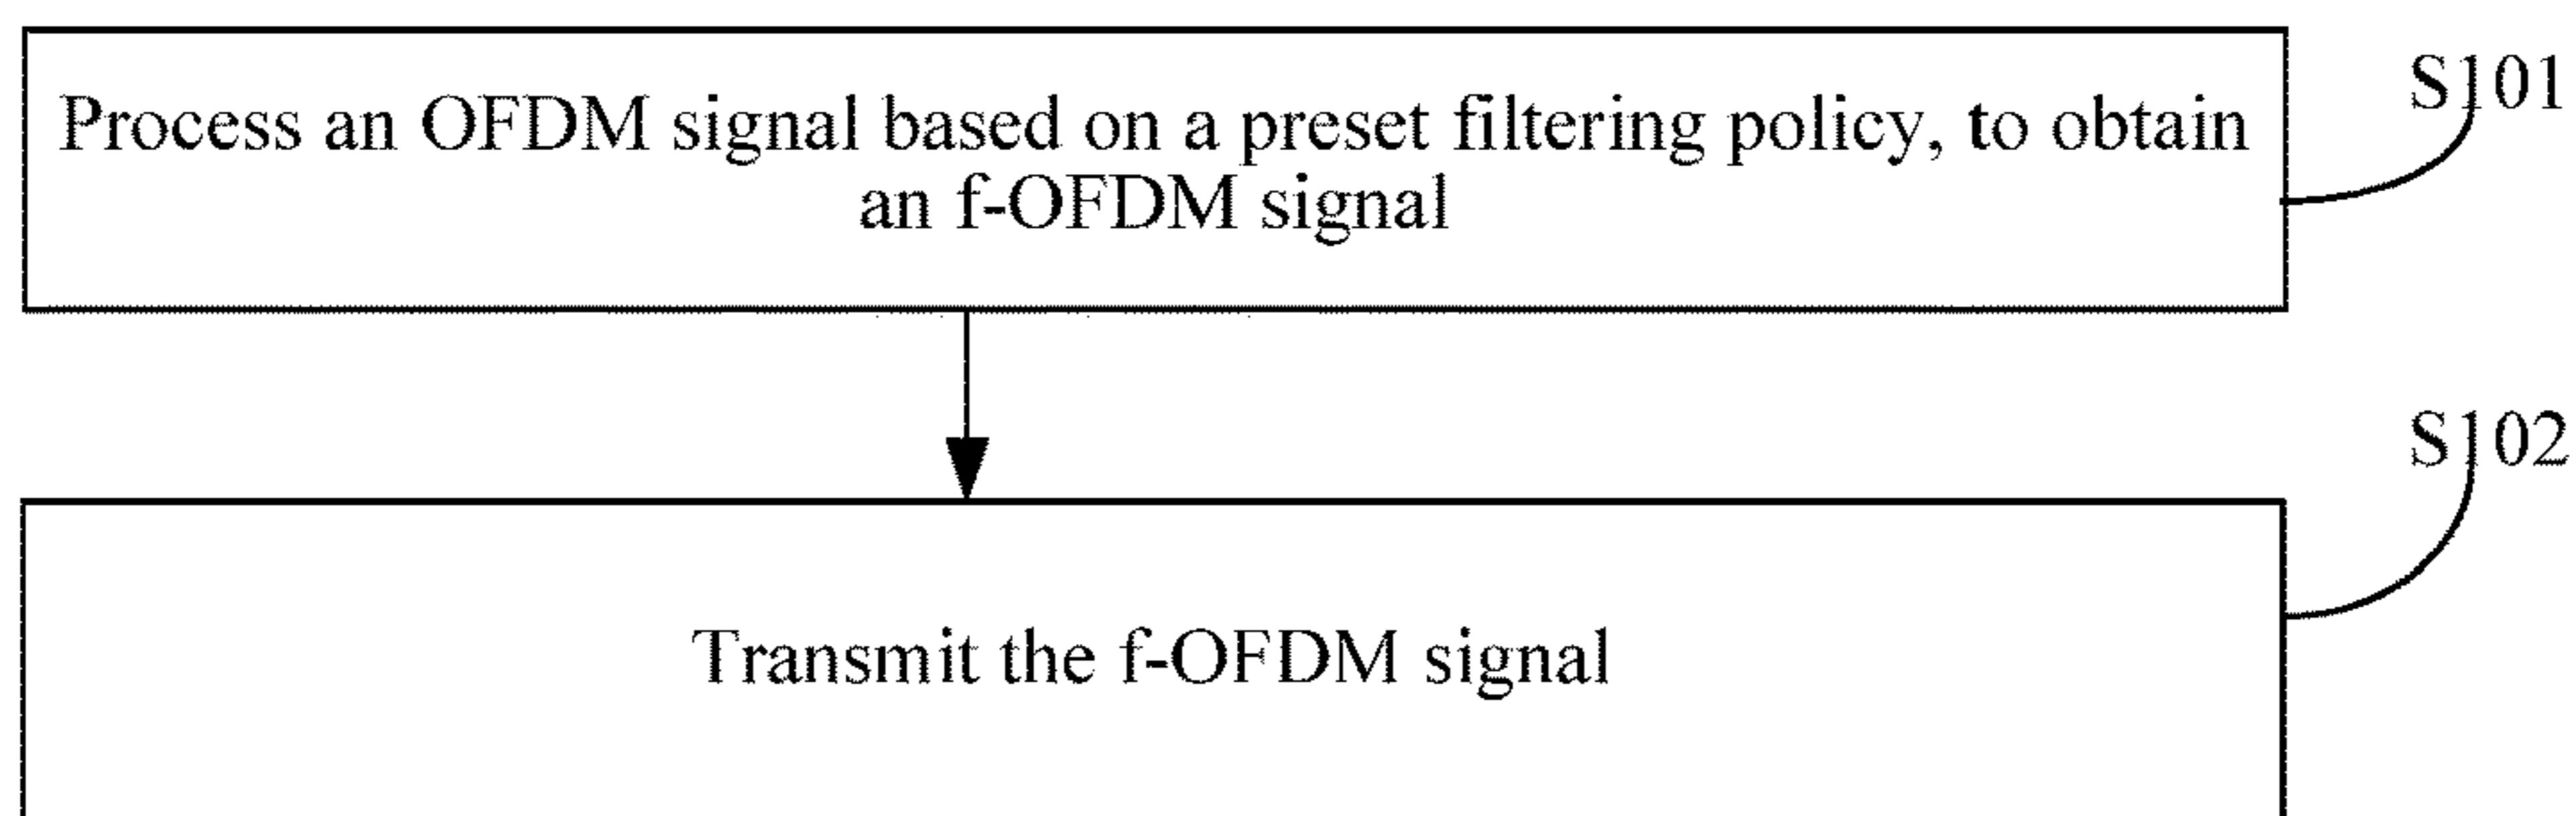 S101
Process an OFDM signal based on a preset filtering policy, to obtain
an f-OFDM signal
S102
Transmit the f-OFDM signal